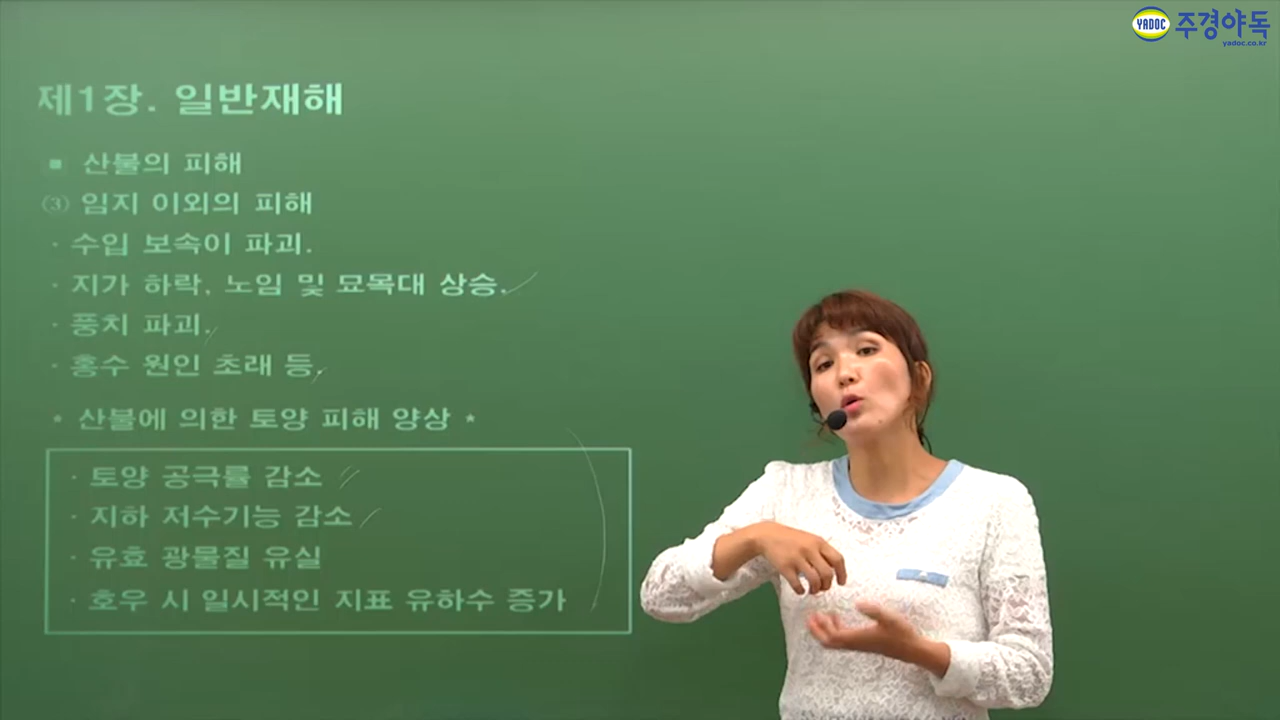 YADOC 주경야독
yadoc.co.kr
제1장. 일반재해
■ 산불의 피해
⑶ 임지 이외의 피해
· 수입 보속이 파괴.
· 지가 하락, 노임 및 묘목대 상승.
· 풍치 파괴.
· 홍수 원인 초래 등.
* 산불에 의한 토양 피해 양상 *
· 토양 공극률 감소
· 지하 저수기능 감소
· 유효 광물질 유실
· 호우 시 일시적인 지표 유하수 증가